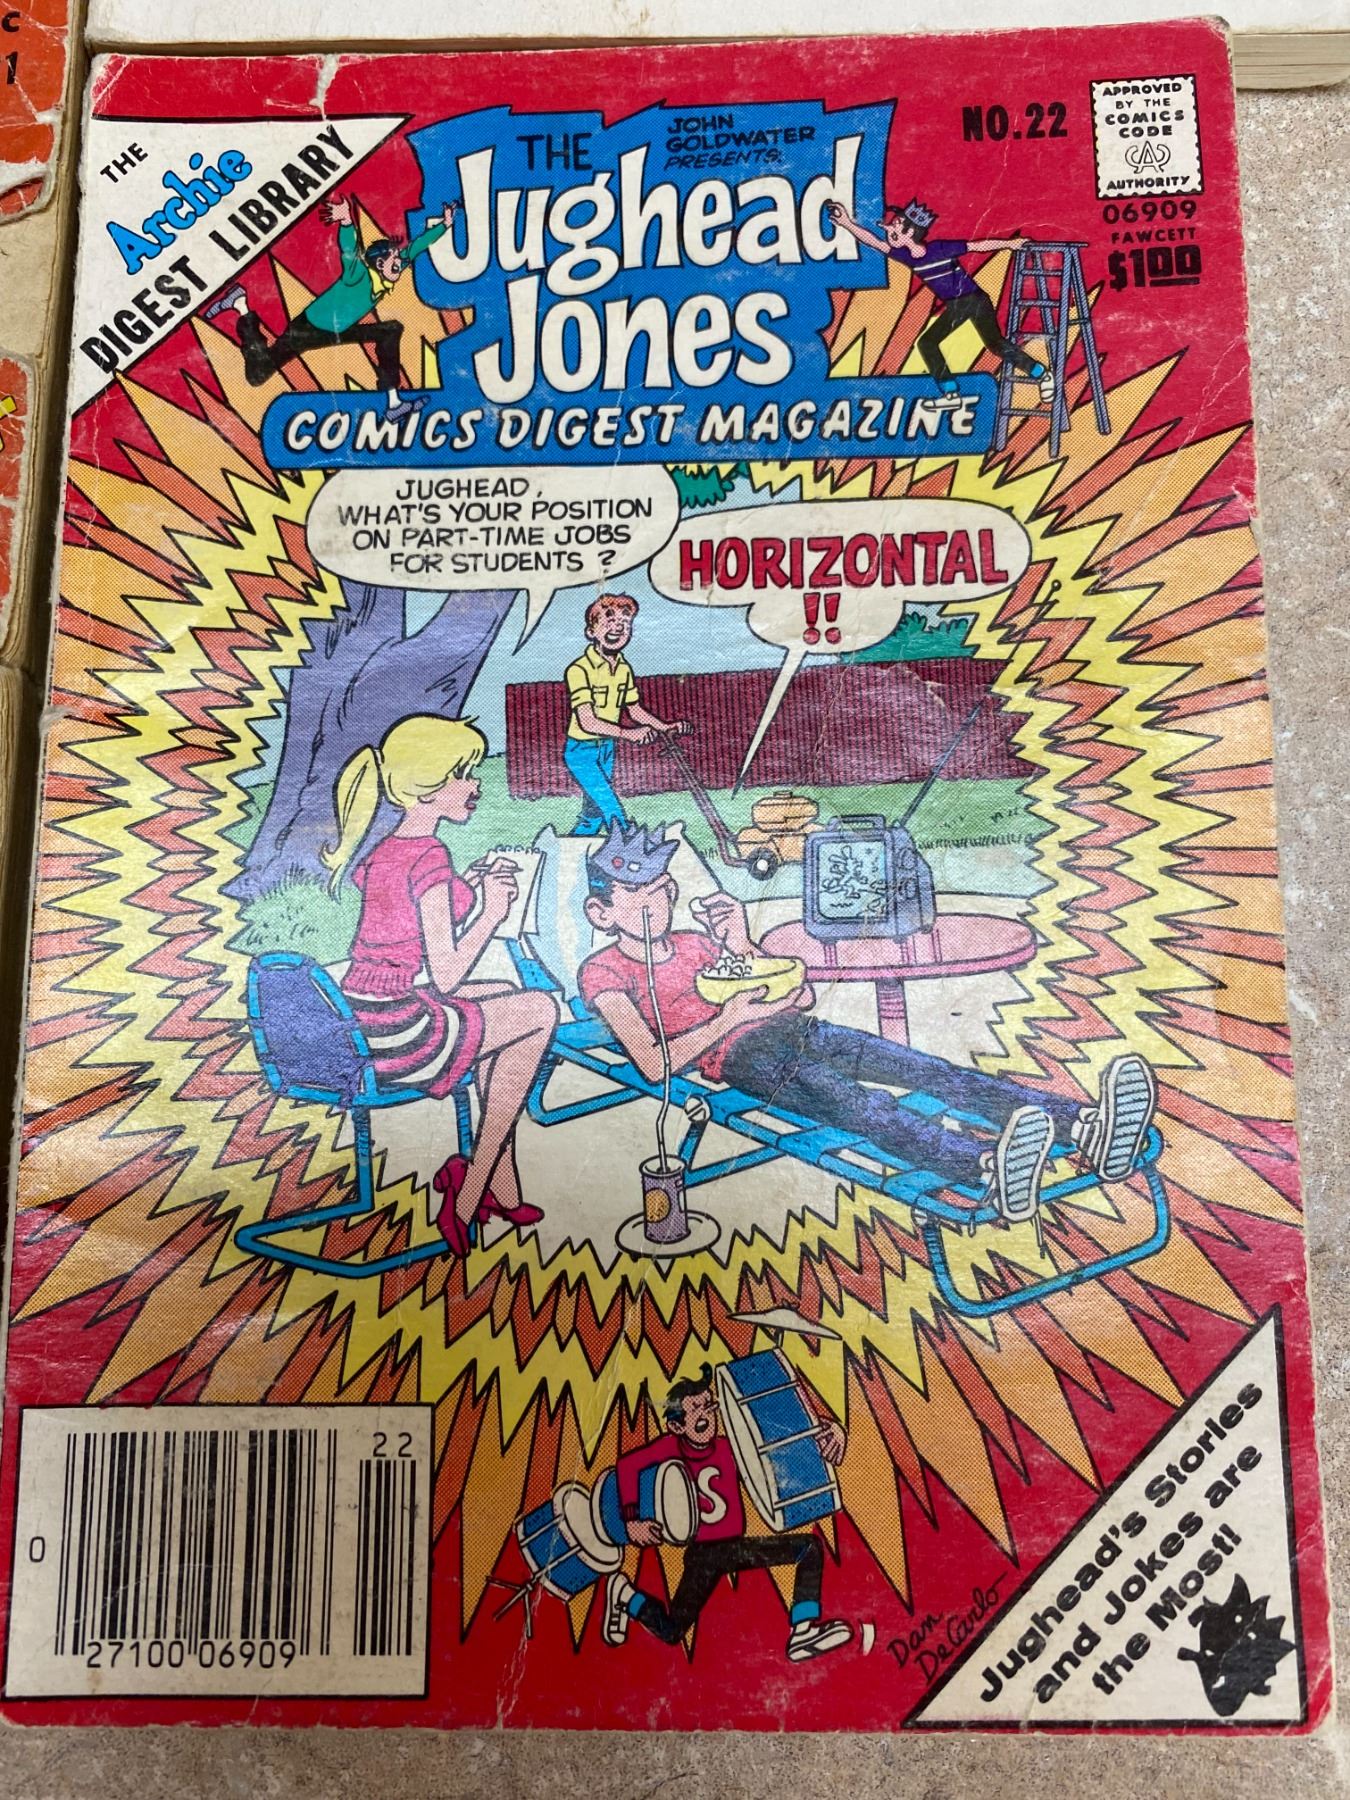 C
1
THE
Archie
DIGEST LIBRARY
THE
JOHN
GOLDWATER
PRESENTS:
Jughead
Jones
COMICS DIGEST MAGAZINE
NO.22
APPROVED
BY THE
COMICS
CODE
CA
AUTHORITY
06909
FAWCETT
$1.00
JUGHEAD,
WHAT'S YOUR POSITION
ON PART-TIME JOBS
FOR STUDENTS ?
HORIZONTAL
!!
S
Dan
DeCarlo
22
0
27100 06909
Jughead's Stories
and Jokes are
the Most!!